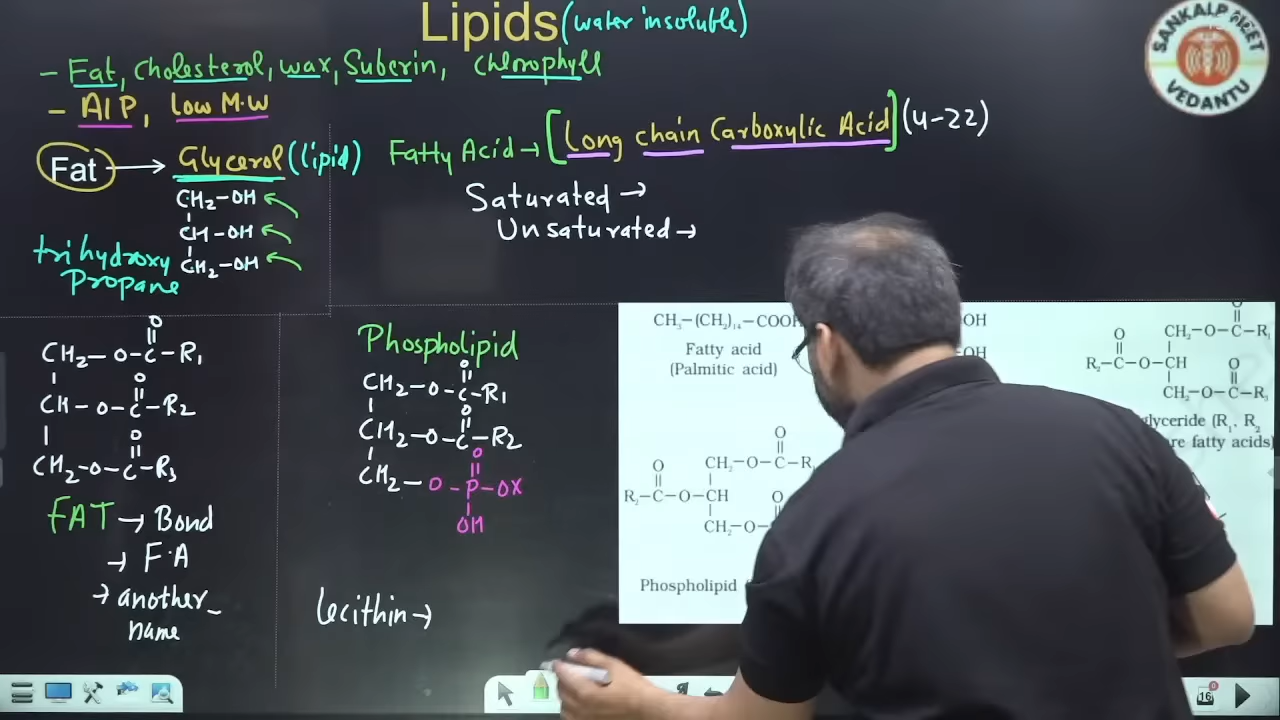 Lipids (water insoluble)
- Fat, Cholesterol, wax, Suberin, chlorophyll
- AIP, low M.W
Fat → Glycerol (lipid)
CH₂-OH
CH-OH
CH₂-OH
trihydroxy
Propane
Fatty Acid → [Long chain Carboxylic Acid] (4-22)
Saturated →
Unsaturated →
CH₂-O-C-R₁
O
CH-O-C-R₂
O
CH₂-O-C-R₃
O
FAT → Bond
→ F.A
→ another
name
Phospholipid
CH₂-O-C-R₁
O
CH₂-O-C-R₂
O
CH₂-O-P-OX
O
OH
lecithin →
CH₃-(CH₂)₁₄-COOH
Fatty acid
(Palmitic acid)
OH
OH
O
CH₂-O-C-R₁
O
R₂-C-O-CH
O
CH₂-O-C-R₃
glyceride (R₁, R₂
are fatty acids)
O
CH₂-O-C-R
O
R₂-C-O-CH
O
CH₂-O-
Phospholipid
SANKALP NEET
VEDANTU
16